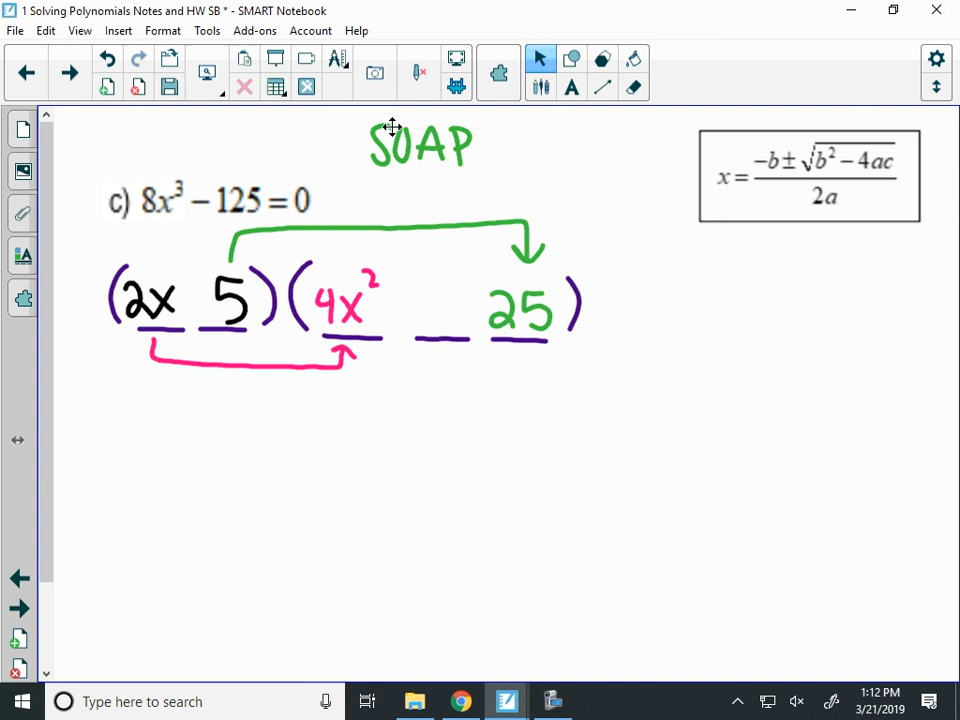 1 Solving Polynomials Notes and HW SB * - SMART Notebook
File Edit View Insert Format Tools Add-ons Account Help
SOAP
c) 8x³ − 125 = 0
x = (−b ± √(b² − 4ac)) / 2a
(2x 5)(4x² __ 25)
Type here to search
1:12 PM
3/21/2019